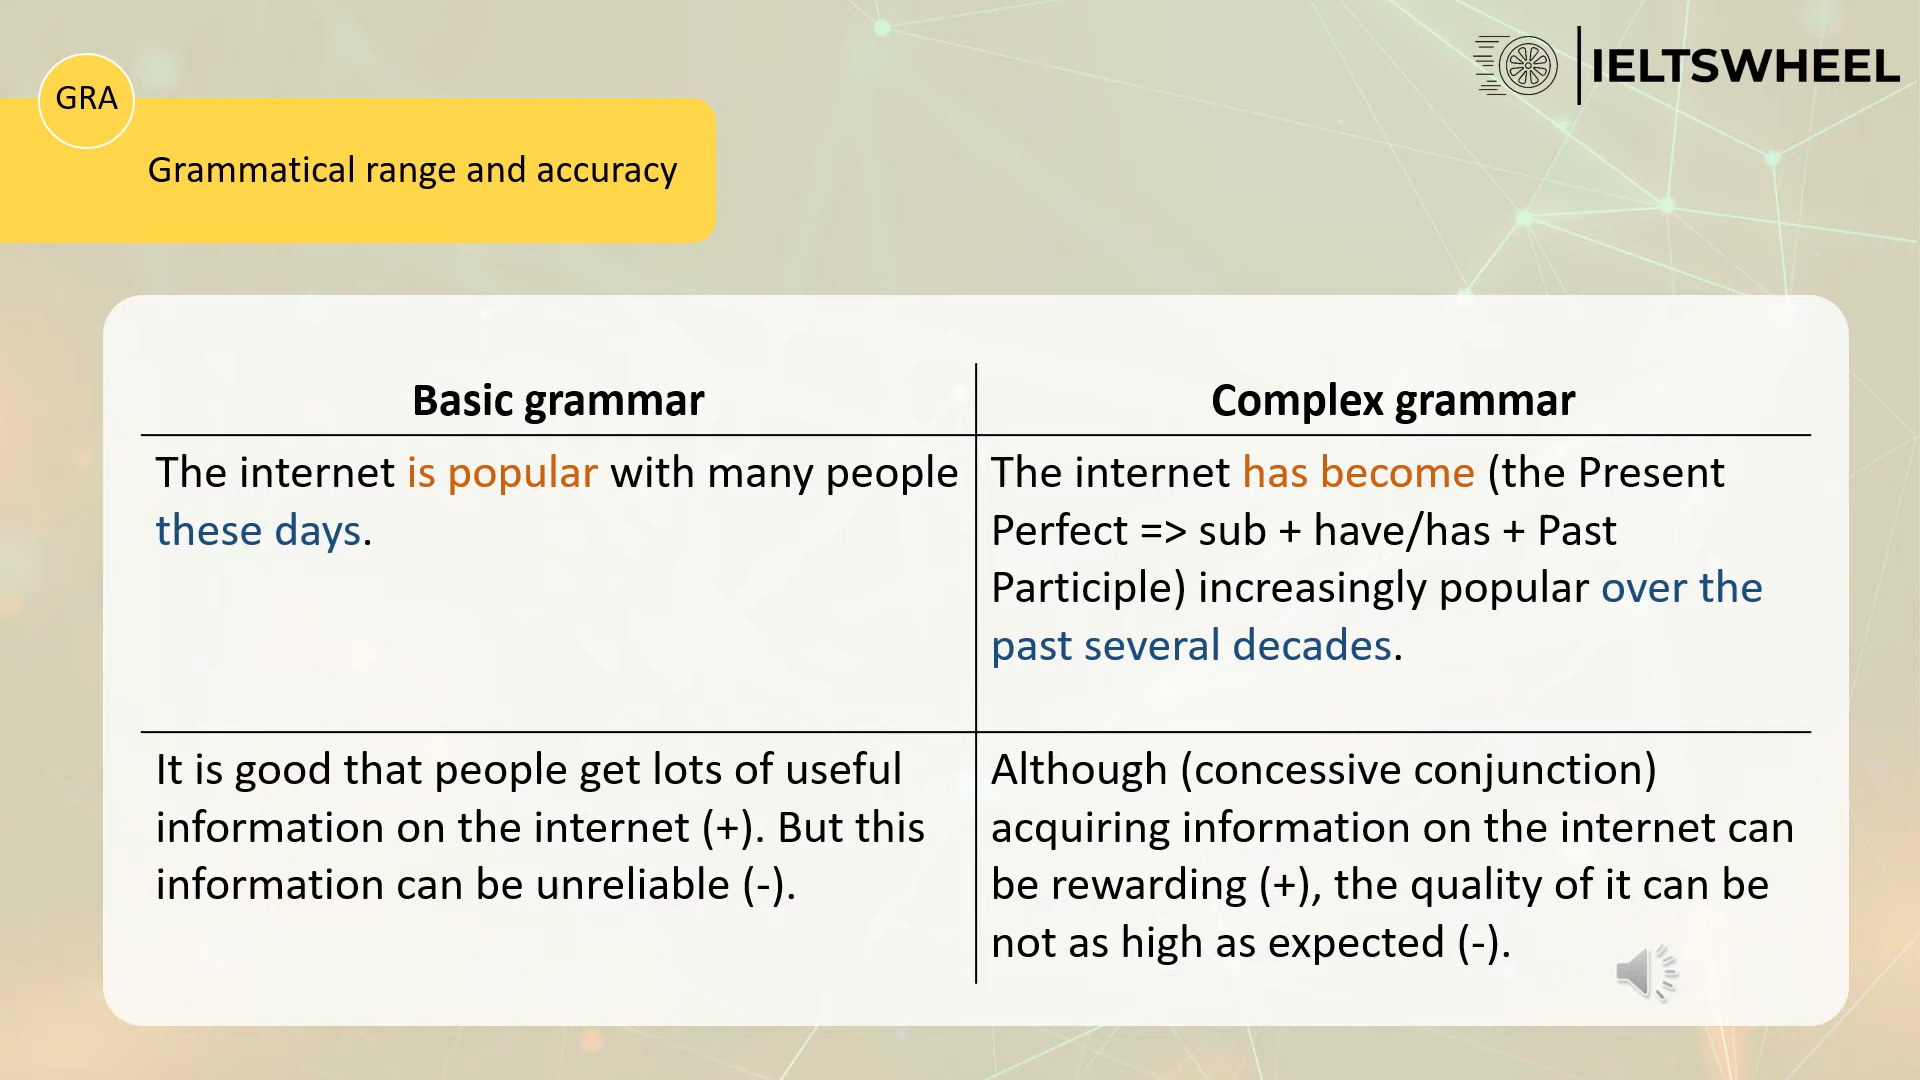 GRA
IELTSWHEEL
Grammatical range and accuracy
Basic grammar
Complex grammar
The internet is popular with many people
these days.
The internet has become (the Present
Perfect => sub + have/has + Past
Participle) increasingly popular over the
past several decades.
It is good that people get lots of useful
information on the internet (+). But this
information can be unreliable (-).
Although (concessive conjunction)
acquiring information on the internet can
be rewarding (+), the quality of it can be
not as high as expected (-).